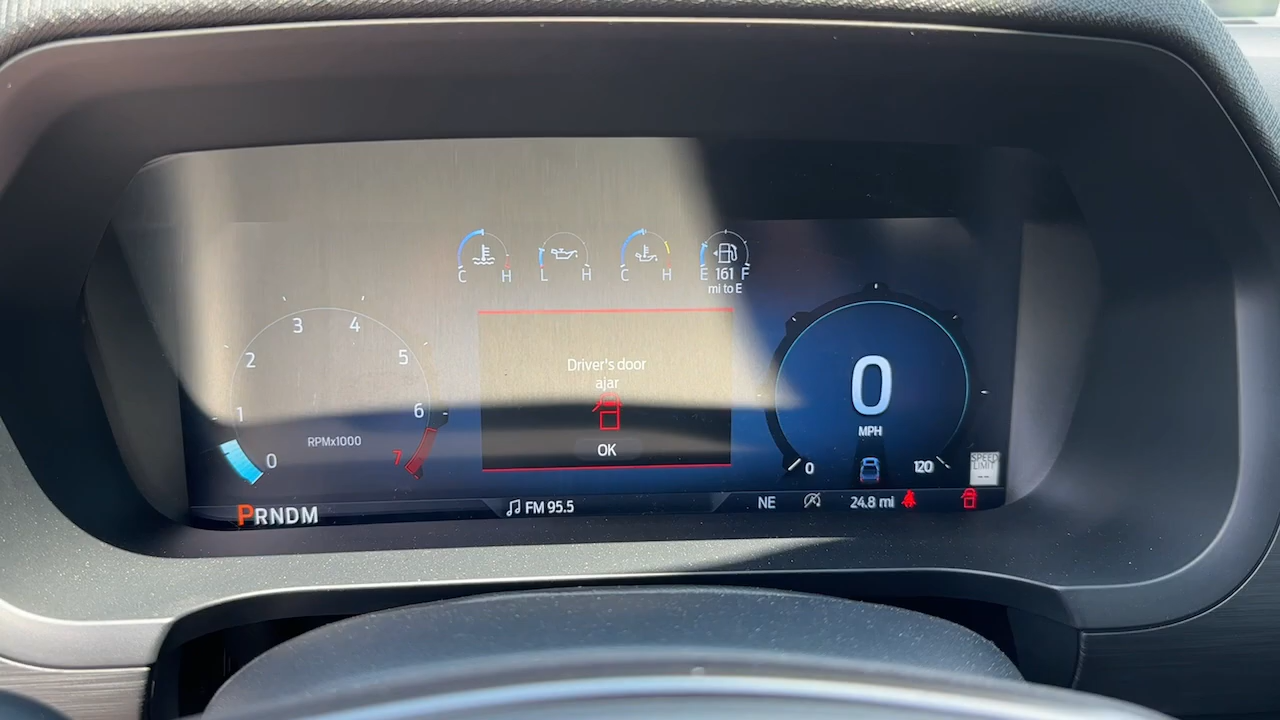 C H
L H
C H
E 161 F
mi to E
1 2 3 4 5 6 7
0
RPMx1000
Driver's door
ajar
OK
0
MPH
0 120
SPEED
LIMIT
--
PRNDM
FM 95.5
NE
24.8 mi